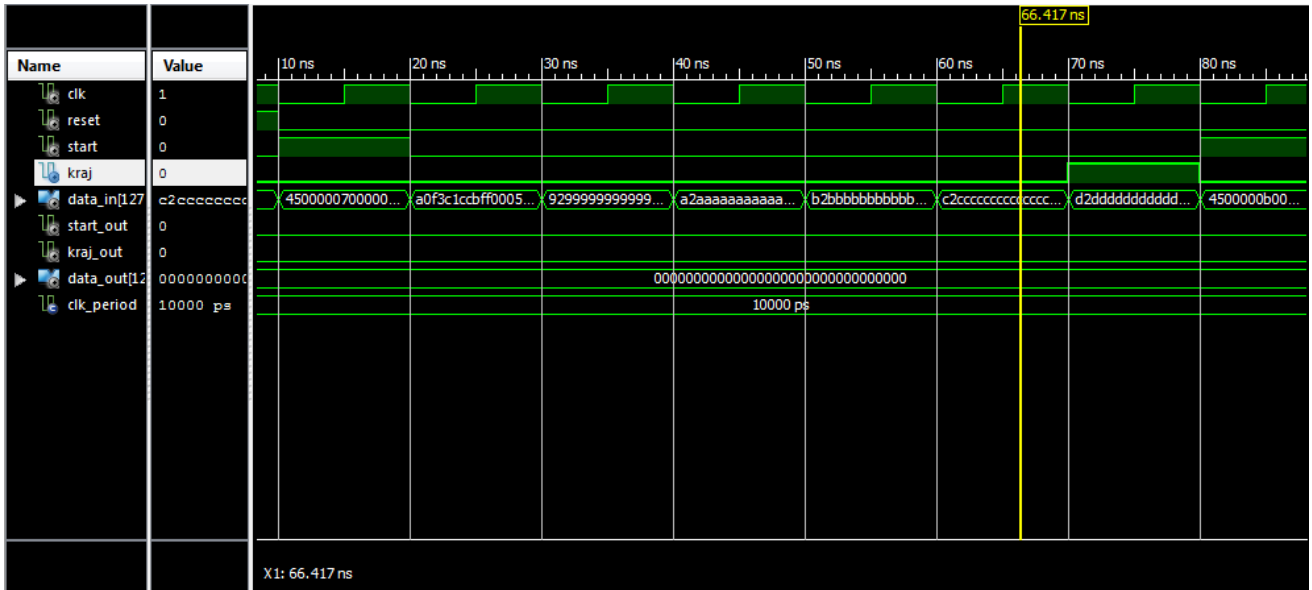 66.417 ns
Name Value 10 ns 20 ns 30 ns 40 ns 50 ns 60 ns 70 ns 80 ns
clk 1
reset 0
start 0
kraj 0
data_in[127 c2cccccccc 4500000700000... a0f3c1ccbff0005... 9299999999999... a2aaaaaaaaaaa... b2bbbbbbbbbbb... c2ccccccccccccc... d2ddddddddddd... 4500000b00...
start_out 0
kraj_out 0
data_out[12 0000000000 00000000000000000000000000000000
clk_period 10000 ps 10000 ps
X1: 66.417 ns